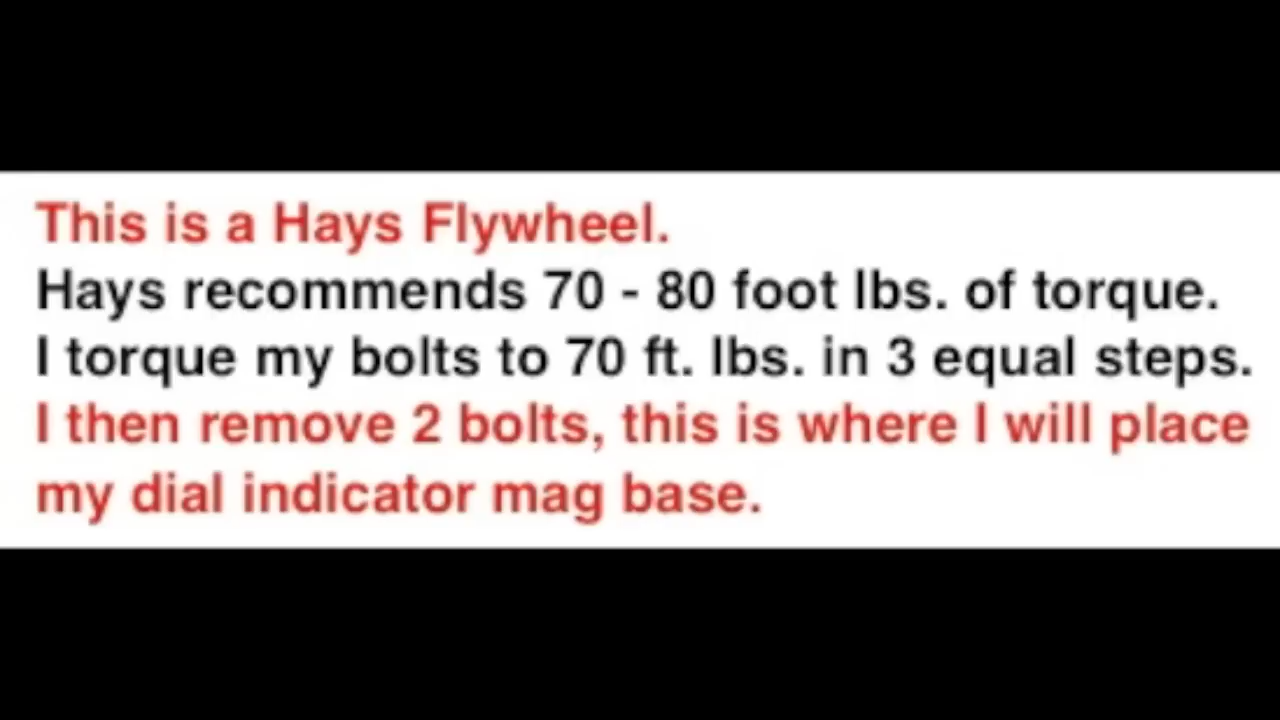 This is a Hays Flywheel.
Hays recommends 70 - 80 foot lbs. of torque.
I torque my bolts to 70 ft. lbs. in 3 equal steps.
I then remove 2 bolts, this is where I will place
my dial indicator mag base.